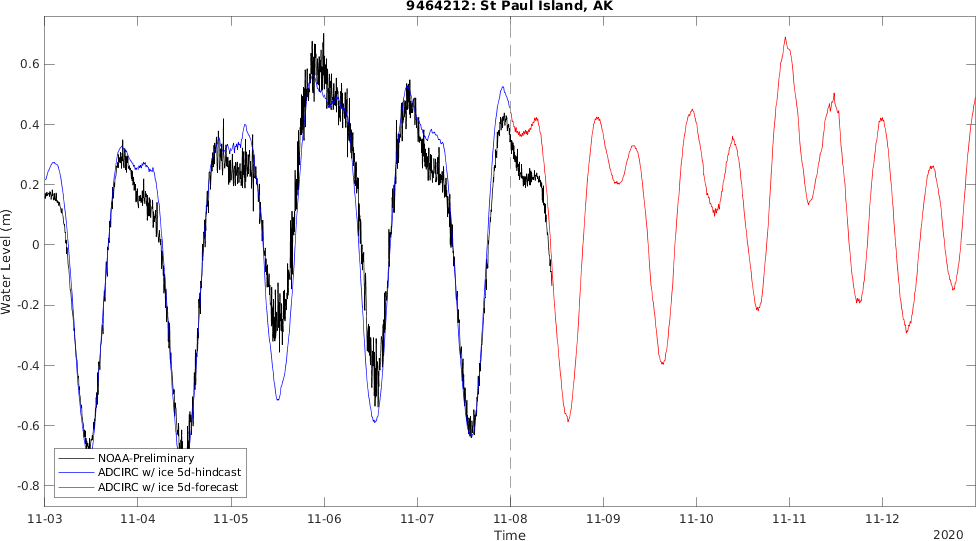 9464212: St Paul Island, AK
Water Level (m)
0.6
0.4
0.2
0
-0.2
-0.4
-0.6
-0.8
NOAA-Preliminary
ADCIRC w/ ice 5d-hindcast
ADCIRC w/ ice 5d-forecast
11-03 11-04 11-05 11-06 11-07 11-08 11-09 11-10 11-11 11-12
2020
Time